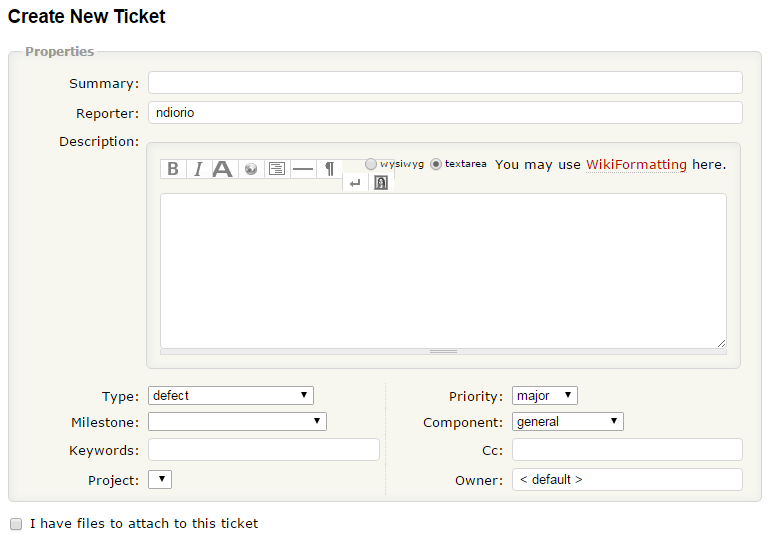 Create New Ticket
Properties
Summary:
Reporter: ndiorio
Description:
B I A ¶ wysiwyg textarea You may use WikiFormatting here.
Type: defect Priority: major
Milestone: Component: general
Keywords: Cc:
Project: Owner: < default >
I have files to attach to this ticket